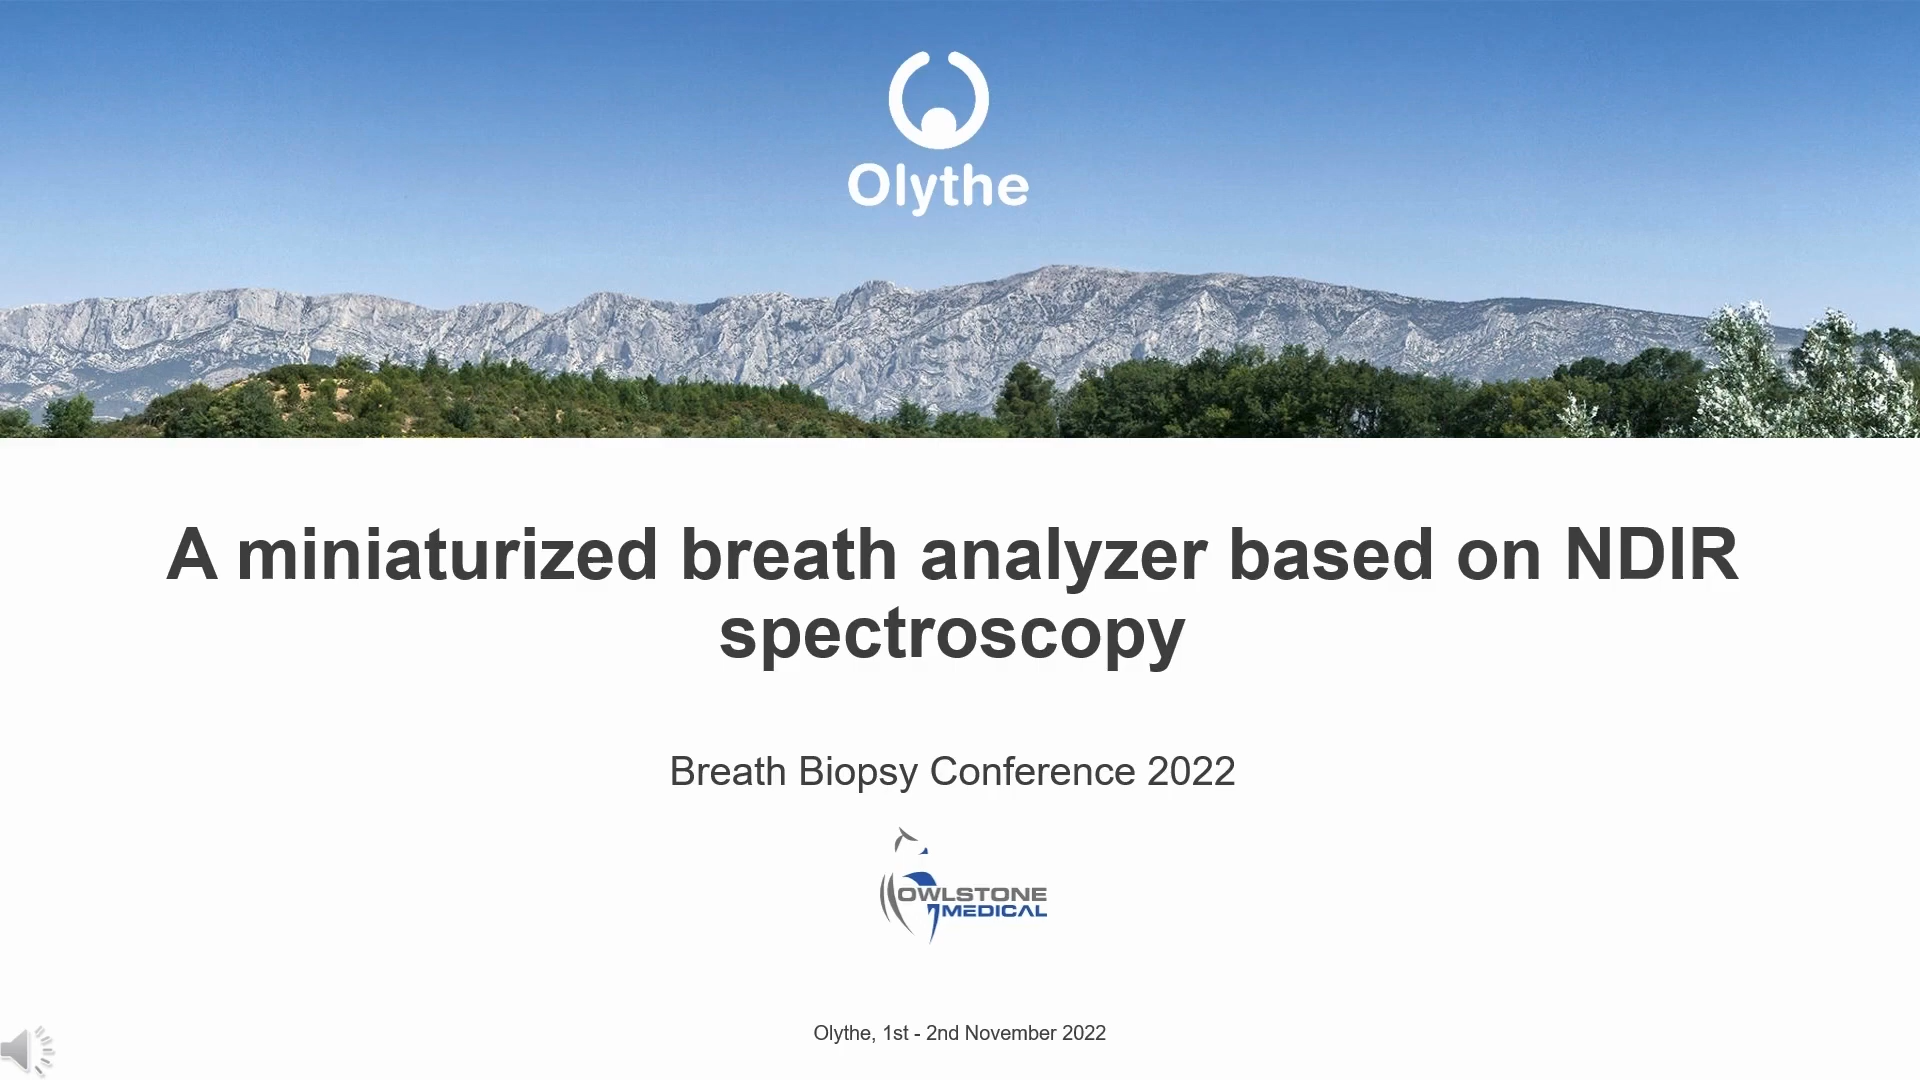 Olythe
A miniaturized breath analyzer based on NDIR
spectroscopy
Breath Biopsy Conference 2022
OWLSTONE
MEDICAL
Olythe, 1st - 2nd November 2022